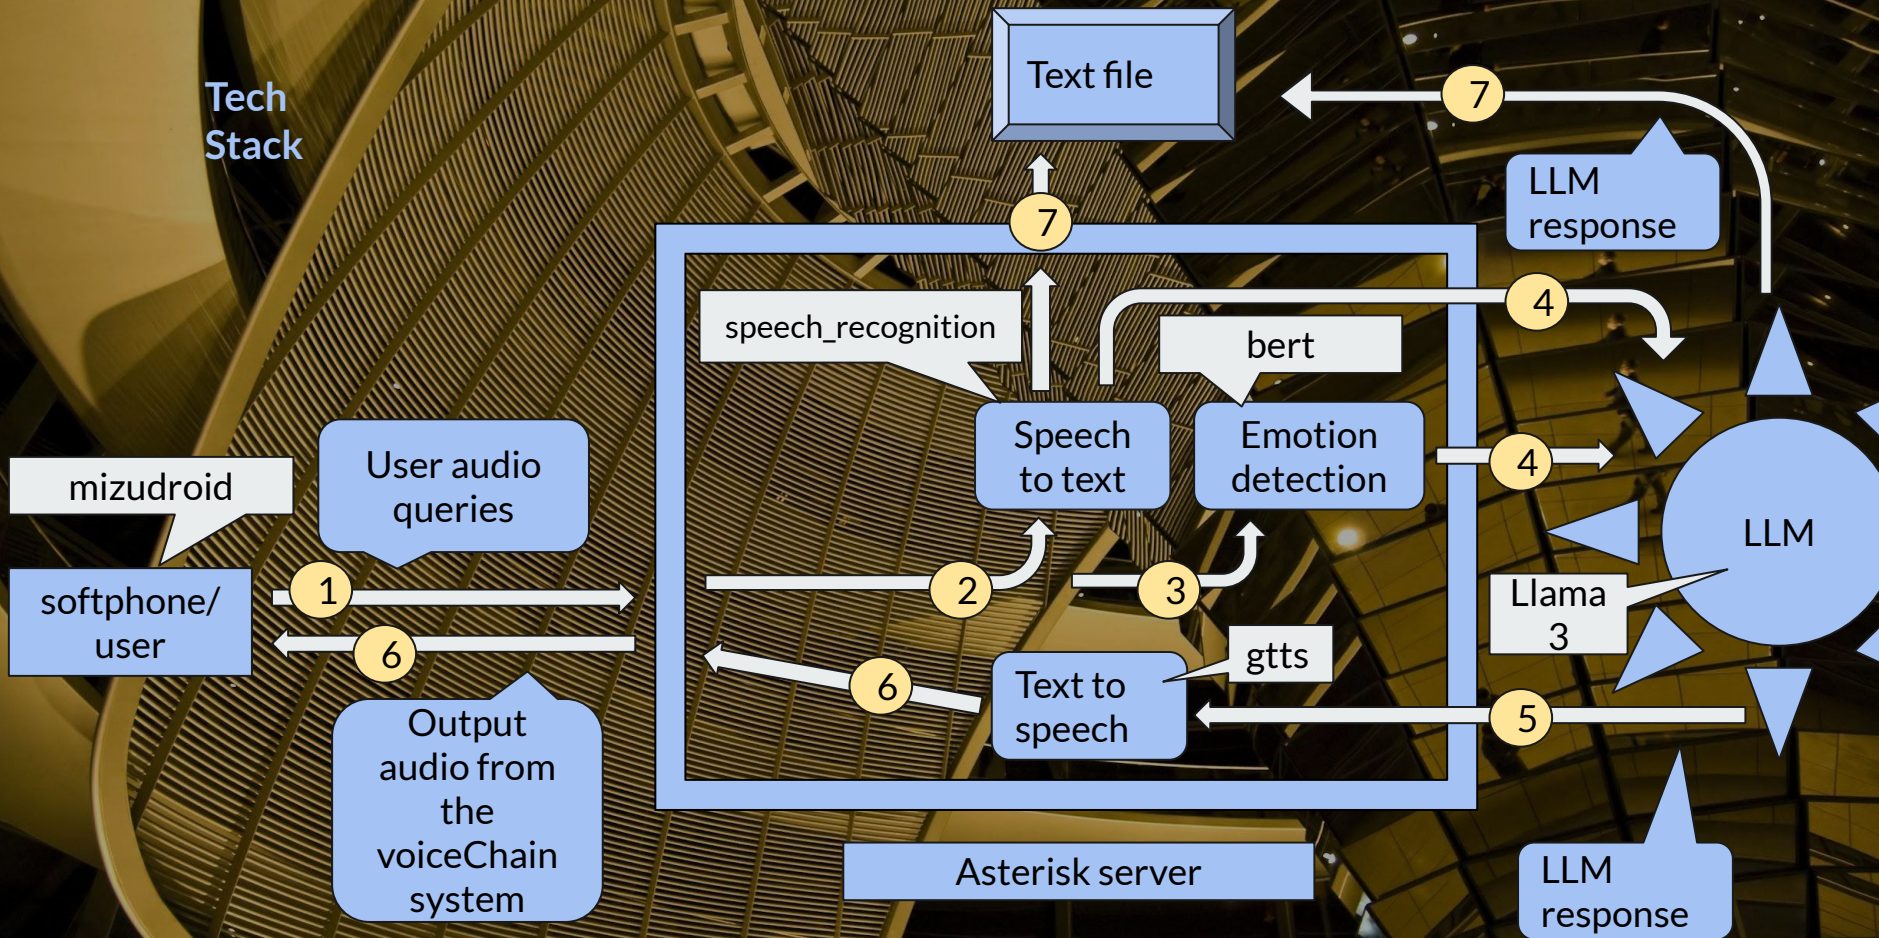 Tech
Stack
Text file
7
LLM
response
7
4
speech_recognition
bert
Speech
to text
Emotion
detection
4
User audio
queries
mizudroid
softphone/
user
1
6
2
3
LLM
Llama
3
6
Text to
speech
gtts
5
Output
audio from
the
voiceChain
system
Asterisk server
LLM
response